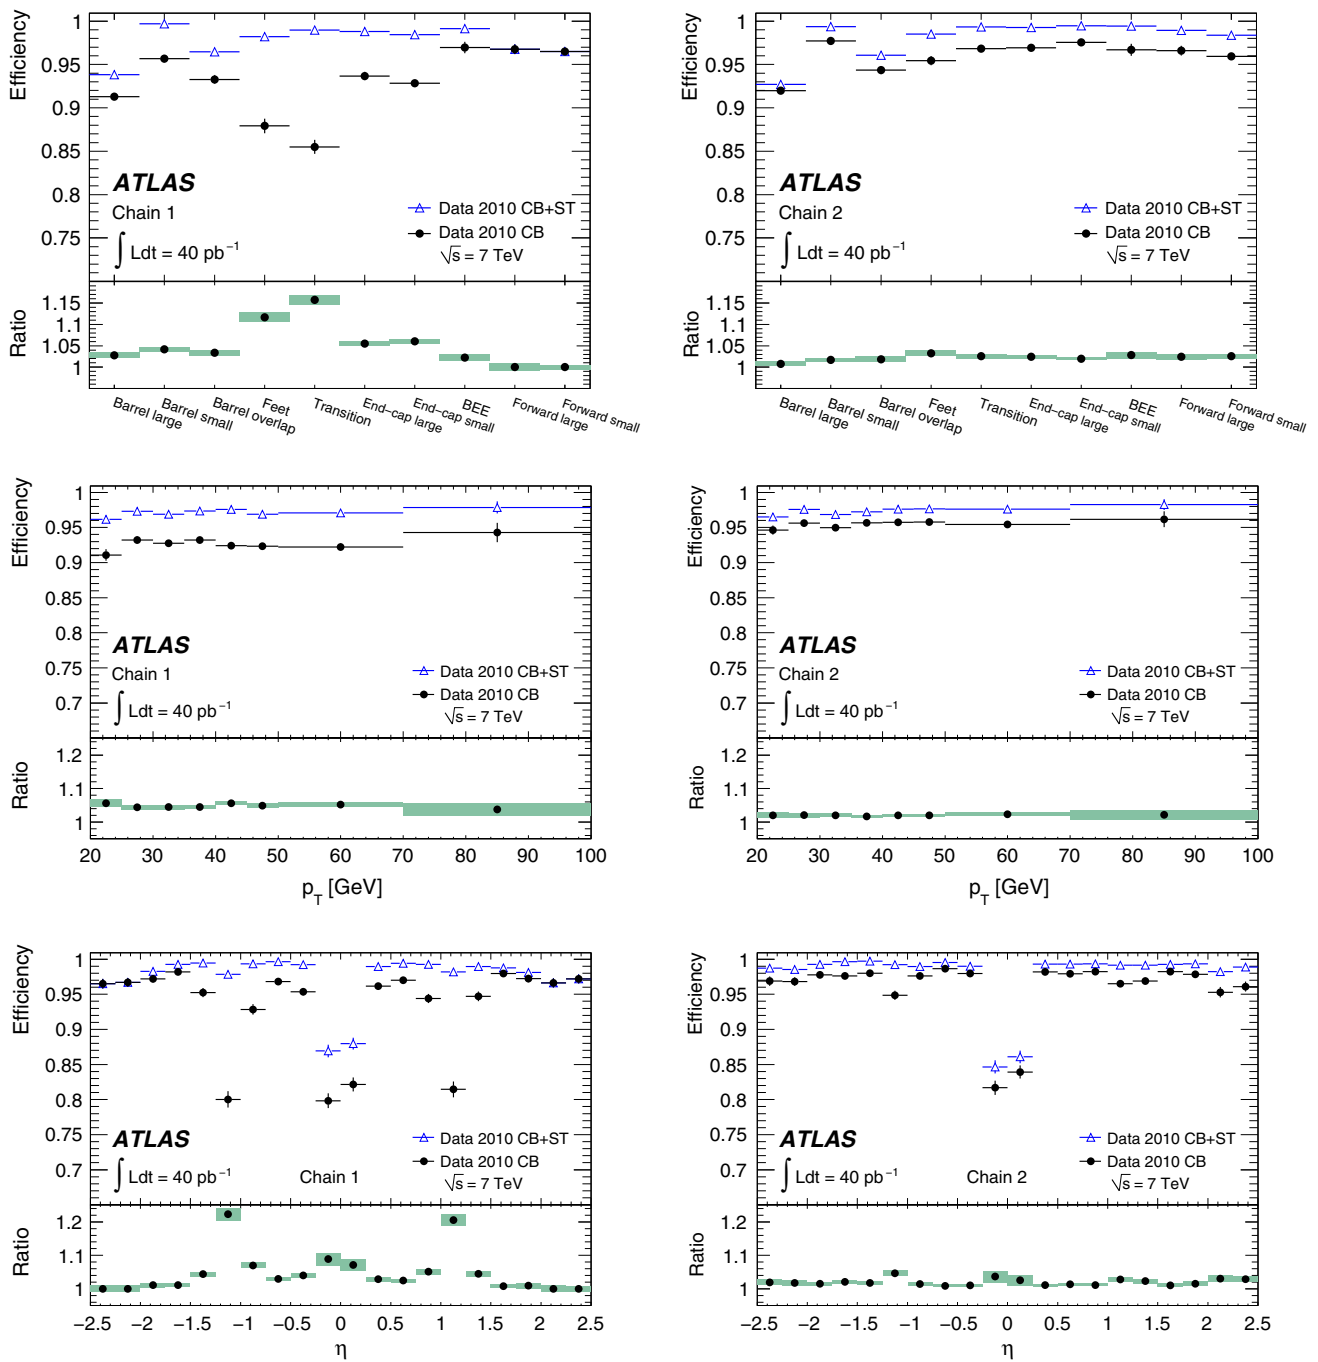 Efficiency
1
0.95
0.9
0.85
0.8
0.75
ATLAS
Chain 1
∫ Ldt = 40 pb⁻¹
Data 2010 CB+ST
Data 2010 CB
√s = 7 TeV
Ratio
1.15
1.1
1.05
1
Barrel large
Barrel small
Barrel overlap
Feet
Transition
End–cap large
End–cap small
BEE
Forward large
Forward small
Efficiency
1
0.95
0.9
0.85
0.8
0.75
ATLAS
Chain 2
∫ Ldt = 40 pb⁻¹
Data 2010 CB+ST
Data 2010 CB
√s = 7 TeV
Ratio
1.15
1.1
1.05
1
Barrel large
Barrel small
Barrel overlap
Feet
Transition
End–cap large
End–cap small
BEE
Forward large
Forward small
Efficiency
1
0.95
0.9
0.85
0.8
0.75
0.7
ATLAS
Chain 1
∫ Ldt = 40 pb⁻¹
Data 2010 CB+ST
Data 2010 CB
√s = 7 TeV
Ratio
1.2
1.1
1
20 30 40 50 60 70 80 90 100
p_T [GeV]
Efficiency
1
0.95
0.9
0.85
0.8
0.75
0.7
ATLAS
Chain 2
∫ Ldt = 40 pb⁻¹
Data 2010 CB+ST
Data 2010 CB
√s = 7 TeV
Ratio
1.2
1.1
1
20 30 40 50 60 70 80 90 100
p_T [GeV]
Efficiency
1
0.95
0.9
0.85
0.8
0.75
0.7
ATLAS
∫ Ldt = 40 pb⁻¹
Chain 1
Data 2010 CB+ST
Data 2010 CB
√s = 7 TeV
Ratio
1.2
1.1
1
−2.5 −2 −1.5 −1 −0.5 0 0.5 1 1.5 2 2.5
η
Efficiency
1
0.95
0.9
0.85
0.8
0.75
0.7
ATLAS
∫ Ldt = 40 pb⁻¹
Chain 2
Data 2010 CB+ST
Data 2010 CB
√s = 7 TeV
Ratio
1.2
1.1
1
−2.5 −2 −1.5 −1 −0.5 0 0.5 1 1.5 2 2.5
η